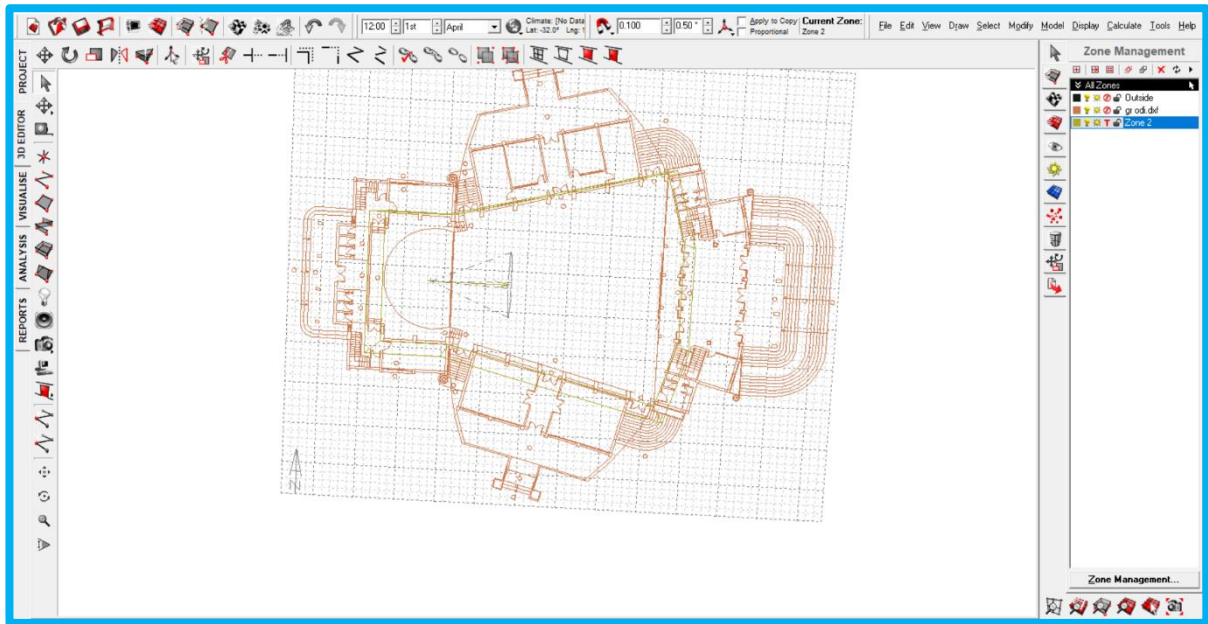 12:00
1st
April
Climate: [No Data
Lat: -32.0° Lng: 1
0.100
0.50 °
Apply to Copy
Proportional
Current Zone:
Zone 2
File Edit View Draw Select Modify Model Display Calculate Tools Help
PROJECT
3D EDITOR
VISUALISE
ANALYSIS
REPORTS
Zone Management
All Zones
Outside
gr odi.dxf
T Zone 2
N
Zone Management...